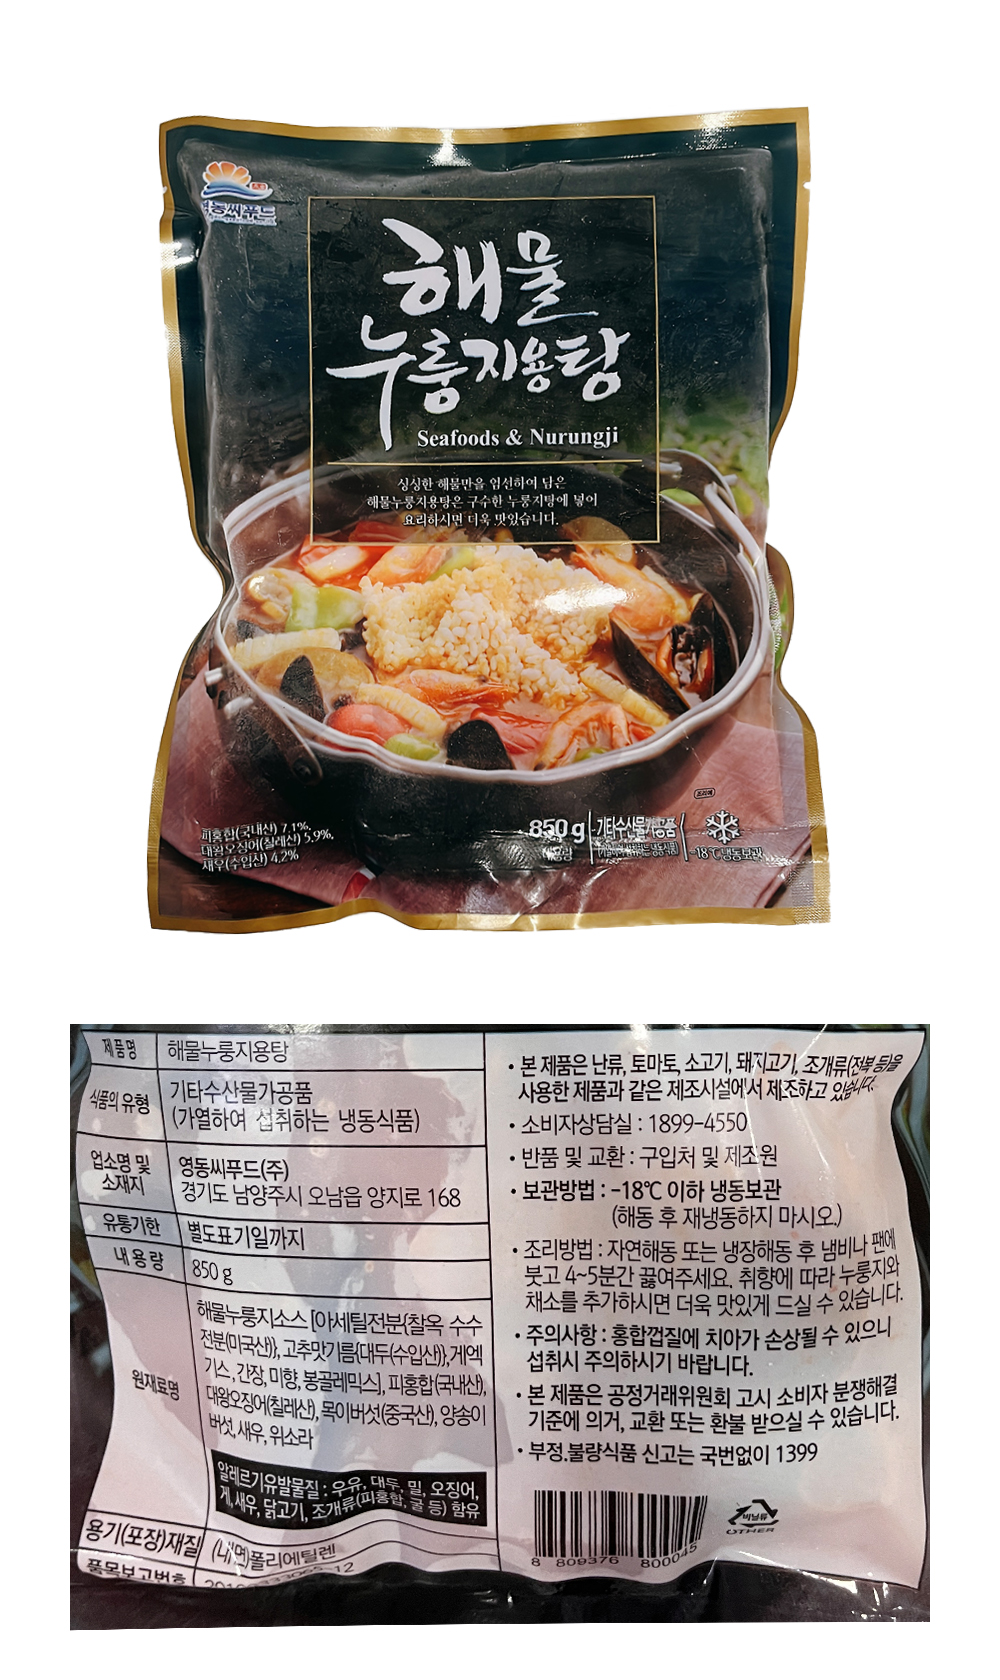 영동씨푸드
해물
누룽지용탕
Seafoods & Nurungji
싱싱한 해물만을 엄선하여 담은
해물누룽지용탕은 구수한 누룽지탕에 넣어
요리하시면 더욱 맛있습니다.
피홍합(국내산) 7.1%,
대왕오징어(칠레산) 5.9%,
새우(수입산) 4.2%
조리예
850 g
내용량
기타수산물가공품
(가열하여 섭취하는 냉동식품)
-18℃ 냉동보관
제품명 해물누룽지용탕
식품의 유형 기타수산물가공품
(가열하여 섭취하는 냉동식품)
업소명 및
소재지
영동씨푸드(주)
경기도 남양주시 오남읍 양지로 168
유통기한 별도표기일까지
내 용 량 850 g
원재료명
해물누룽지소스 [아세틸전분{찰옥 수수
전분(미국산)}, 고추맛기름{대두(수입산)},게엑
기스, 간장, 미향, 봉골레믹스], 피홍합(국내산),
대왕오징어(칠레산), 목이버섯(중국산), 양송이
버섯, 새우, 위소라
알레르기유발물질 : 우유, 대두, 밀, 오징어,
게, 새우, 닭고기, 조개류(피홍합, 굴 등) 함유
용기(포장)재질 (내면)폴리에틸렌
품목보고번호
• 본 제품은 난류, 토마토, 소고기, 돼지고기, 조개류(전복 등)을
사용한 제품과 같은 제조시설에서 제조하고 있습니다.
• 소비자상담실 : 1899-4550
• 반품 및 교환 : 구입처 및 제조원
• 보관방법 : -18℃ 이하 냉동보관
(해동 후 재냉동하지 마시오.)
• 조리방법 : 자연해동 또는 냉장해동 후 냄비나 팬에
붓고 4~5분간 끓여주세요. 취향에 따라 누룽지와
채소를 추가하시면 더욱 맛있게 드실 수 있습니다.
• 주의사항 : 홍합껍질에 치아가 손상될 수 있으니
섭취시 주의하시기 바랍니다.
• 본 제품은 공정거래위원회 고시 소비자 분쟁해결
기준에 의거, 교환 또는 환불 받으실 수 있습니다.
• 부정.불량식품 신고는 국번없이 1399
8 809376 800045
비닐류
OTHER